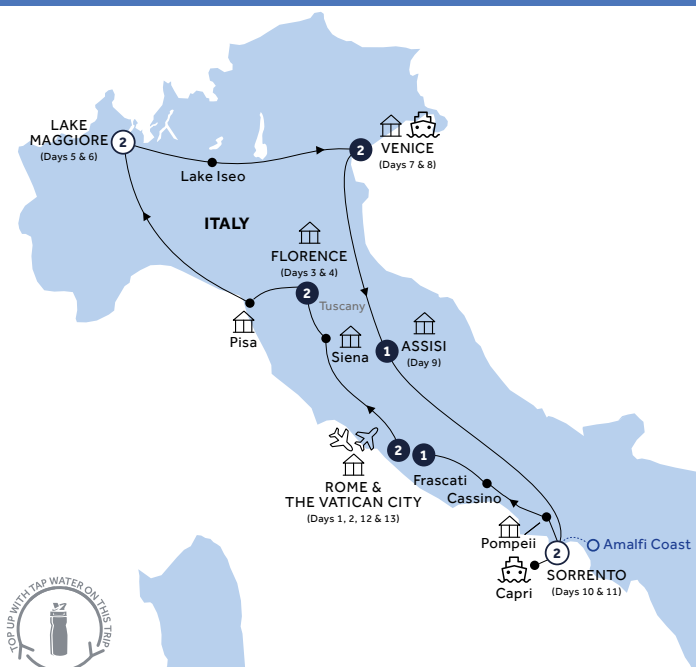 LAKE
MAGGIORE
(Days 5 & 6)
2
Lake Iseo
2
VENICE
(Days 7 & 8)
ITALY
FLORENCE
(Days 3 & 4)
2
Tuscany
Pisa
Siena
1
ASSISI
(Day 9)
2
1
ROME &
THE VATICAN CITY
(Days 1, 2, 12 & 13)
Frascati
Cassino
Pompeii
Amalfi Coast
2
Capri
SORRENTO
(Days 10 & 11)
TOP UP WITH TAP WATER ON THIS TRIP